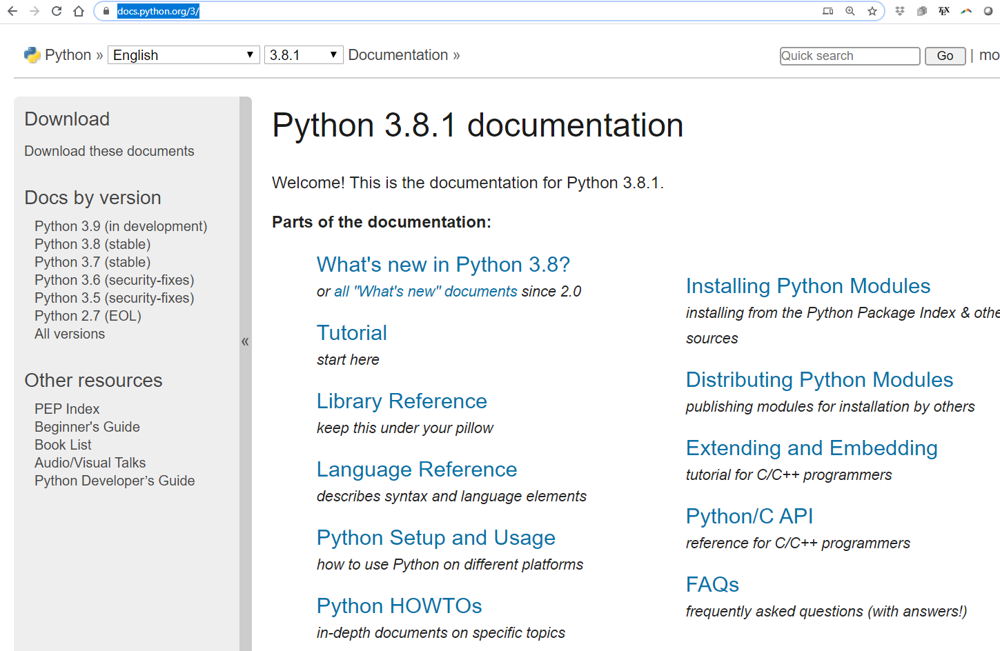 docs.python.org/3/
Python » English 3.8.1 Documentation » Quick search Go | mo
Download
Download these documents
Docs by version
Python 3.9 (in development)
Python 3.8 (stable)
Python 3.7 (stable)
Python 3.6 (security-fixes)
Python 3.5 (security-fixes)
Python 2.7 (EOL)
All versions
Other resources
PEP Index
Beginner's Guide
Book List
Audio/Visual Talks
Python Developer’s Guide
«
Python 3.8.1 documentation
Welcome! This is the documentation for Python 3.8.1.
Parts of the documentation:
What's new in Python 3.8?
or all "What's new" documents since 2.0
Tutorial
start here
Library Reference
keep this under your pillow
Language Reference
describes syntax and language elements
Python Setup and Usage
how to use Python on different platforms
Python HOWTOs
in-depth documents on specific topics
Installing Python Modules
installing from the Python Package Index & othe
sources
Distributing Python Modules
publishing modules for installation by others
Extending and Embedding
tutorial for C/C++ programmers
Python/C API
reference for C/C++ programmers
FAQs
frequently asked questions (with answers!)